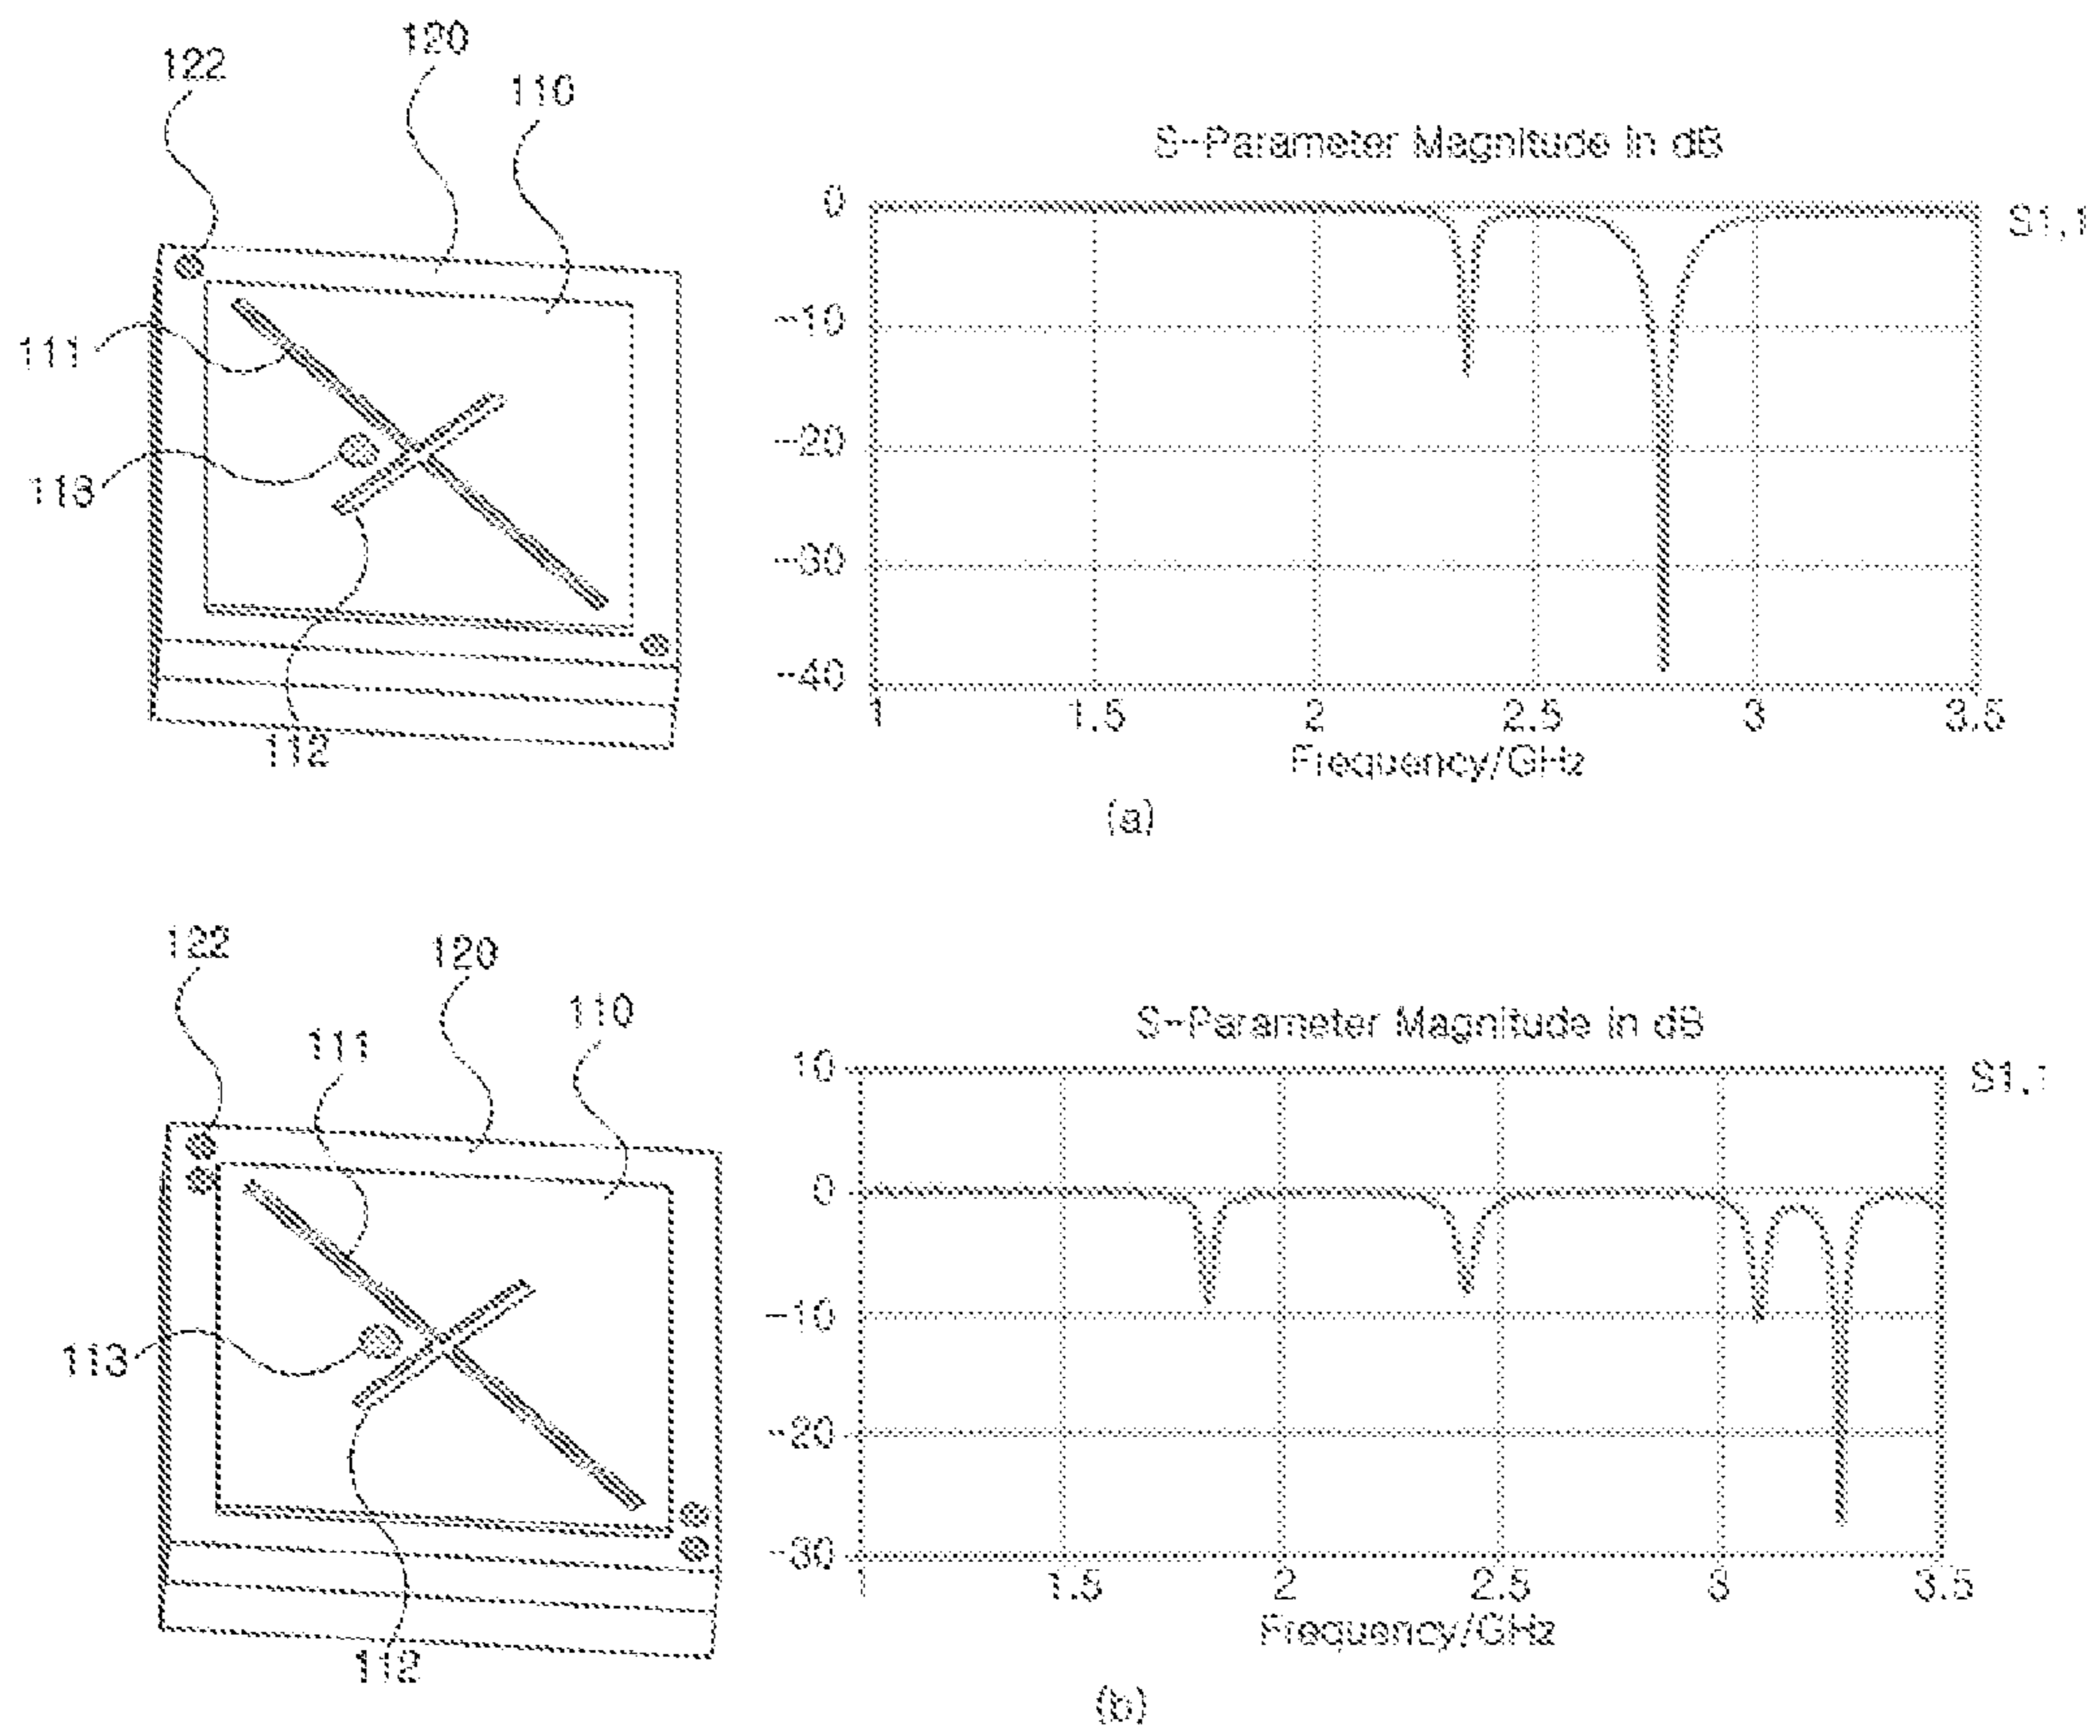 120
122
110
111
113
112
S-Parameter Magnitude in dB
0
S1,1
-10
-20
-30
-40
1 1.5 2 2.5 3 3.5
Frequency/GHz
(a)
122
120
110
111
113
112
S-Parameter Magnitude in dB
10
S1,1
0
-10
-20
-30
1 1.5 2 2.5 3 3.5
Frequency/GHz
(b)